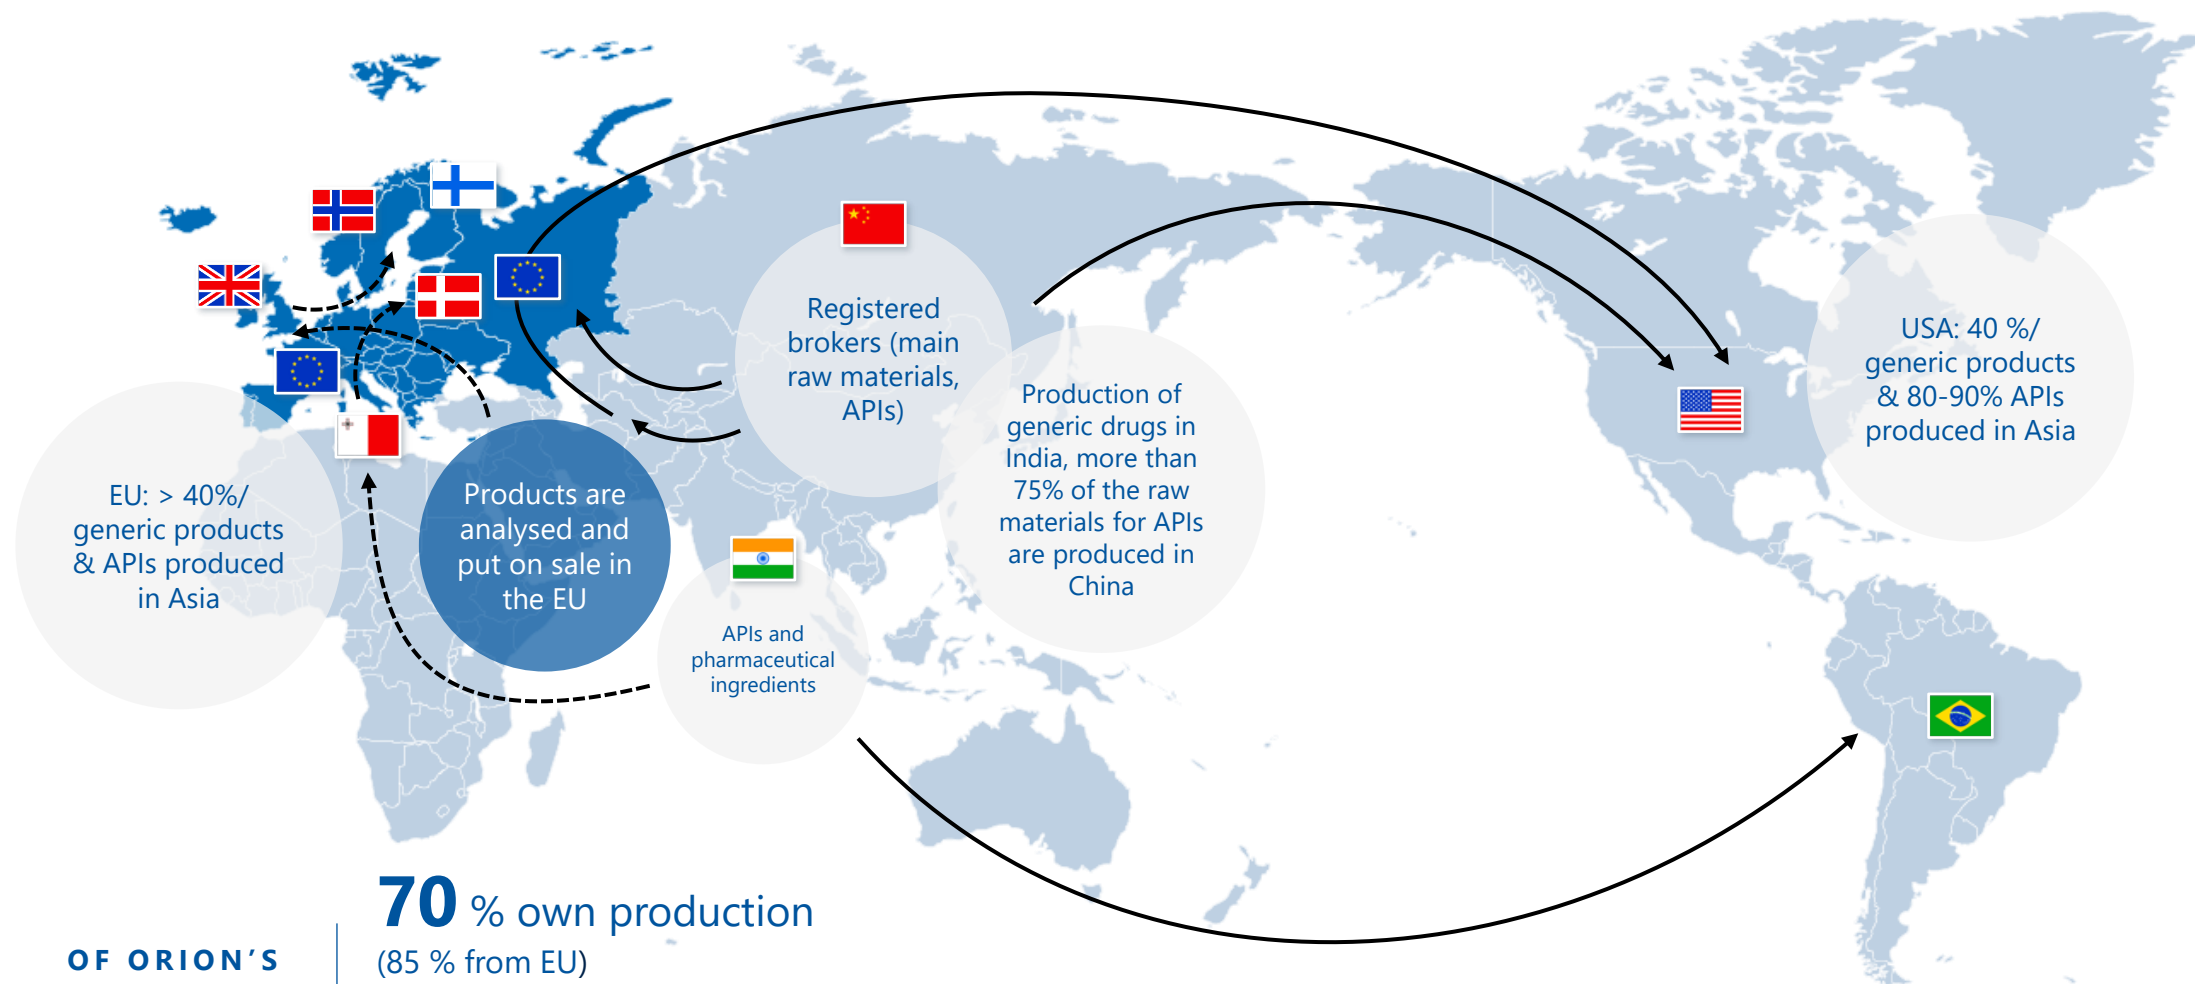 Registered
brokers (main
raw materials,
APIs)
Production of
generic drugs in
India, more than
75% of the raw
materials for APIs
are produced in
China
USA: 40 %/
generic products
& 80-90% APIs
produced in Asia
EU: > 40%/
generic products
& APIs produced
in Asia
Products are
analysed and
put on sale in
the EU
APIs and
pharmaceutical
ingredients
70 % own production
(85 % from EU)
OF ORION’S